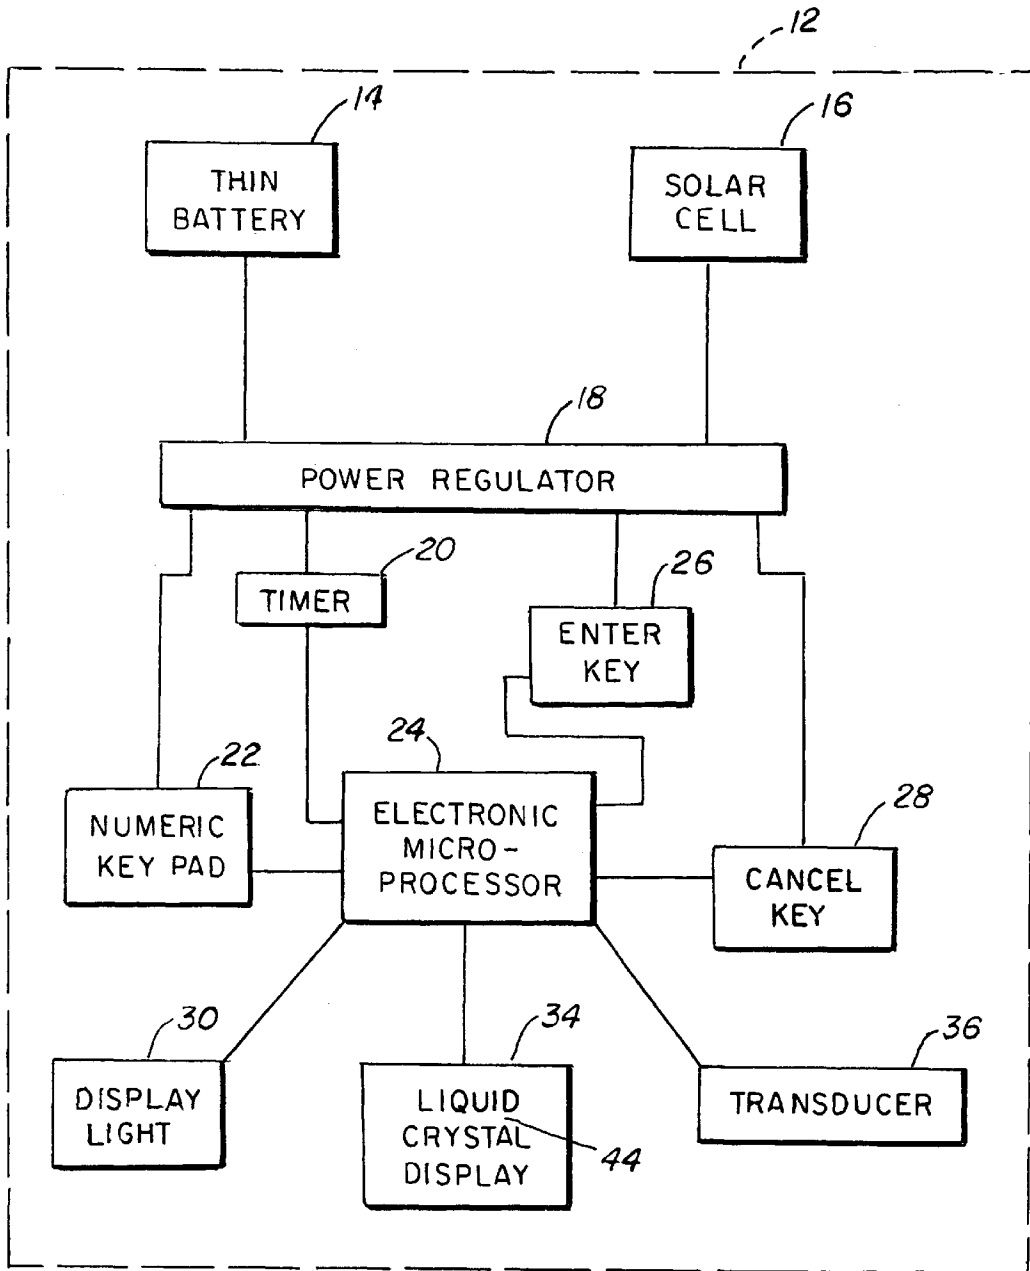 12
14
16
THIN
BATTERY
SOLAR
CELL
18
POWER REGULATOR
20
26
TIMER
ENTER
KEY
24
22
28
NUMERIC
KEY PAD
ELECTRONIC
MICRO-
PROCESSOR
CANCEL
KEY
30
34
36
DISPLAY
LIGHT
LIQUID
CRYSTAL
DISPLAY
44
TRANSDUCER